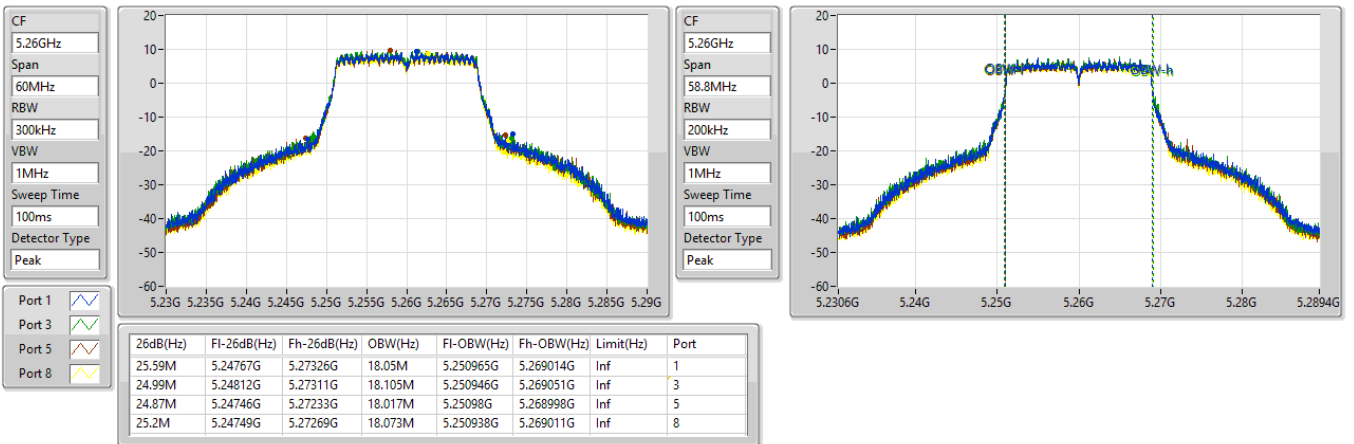 CF
5.26GHz
Span
60MHz
RBW
300kHz
VBW
1MHz
Sweep Time
100ms
Detector Type
Peak
20
10
0
-10
-20
-30
-40
-50
-60
5.23G 5.235G 5.24G 5.245G 5.25G 5.255G 5.26G 5.265G 5.27G 5.275G 5.28G 5.285G 5.29G
CF
5.26GHz
Span
58.8MHz
RBW
200kHz
VBW
1MHz
Sweep Time
100ms
Detector Type
Peak
20
10
0
-10
-20
-30
-40
-50
-60
OBW-h
5.2306G 5.24G 5.25G 5.26G 5.27G 5.28G 5.2894G
Port 1
Port 3
Port 5
Port 8
26dB(Hz) Fl-26dB(Hz) Fh-26dB(Hz) OBW(Hz) Fl-OBW(Hz) Fh-OBW(Hz) Limit(Hz) Port
25.59M 5.24767G 5.27326G 18.05M 5.250965G 5.269014G Inf 1
24.99M 5.24812G 5.27311G 18.105M 5.250946G 5.269051G Inf 3
24.87M 5.24746G 5.27233G 18.017M 5.25098G 5.268998G Inf 5
25.2M 5.24749G 5.27269G 18.073M 5.250938G 5.269011G Inf 8